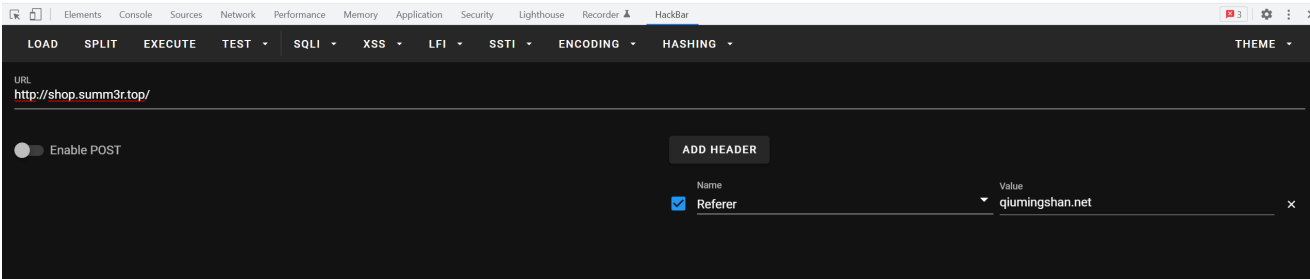 Elements Console Sources Network Performance Memory Application Security Lighthouse Recorder HackBar 3
LOAD SPLIT EXECUTE TEST SQLI XSS LFI SSTI ENCODING HASHING THEME
URL
http://shop.summ3r.top/
Enable POST ADD HEADER
Name Value
Referer qiumingshan.net